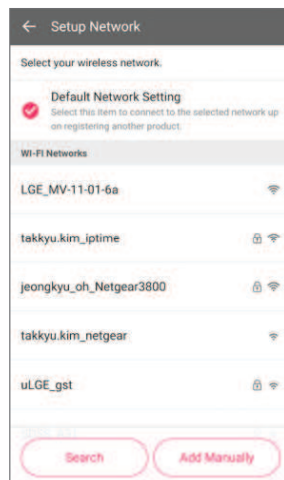 Setup Network
Select your wireless network.
Default Network Setting
Select this item to connect to the selected network up
on registering another product.
WI-FI Networks
LGE_MV-11-01-6a
takkyu.kim_iptime
jeongkyu_oh_Netgear3800
takkyu.kim_netgear
uLGE_gst
Search
Add Manually